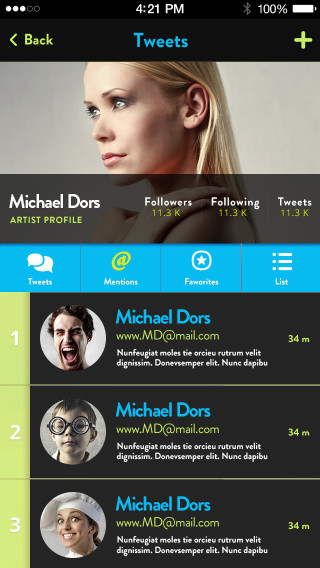 4:21 PM 100%
Back Tweets
Michael Dors Followers Following Tweets
ARTIST PROFILE 11.3 K 11.3 K 11.3 K
@
Tweets Mentions Faworites List
1
Michael Dors
www.MD@mail.com 34 m
Nunfeugiat moles tie orcieu rutrum velit
dignissim. Donevsemper elit. Nunc dapibu
2
Michael Dors
www.MD@mail.com 34 m
Nunfeugiat moles tie orcieu rutrum velit
dignissim. Donevsemper elit. Nunc dapibu
3
Michael Dors
www.MD@mail.com 34 m
Nunfeugiat moles tie orcieu rutrum velit
dignissim. Donevsemper elit. Nunc dapibu